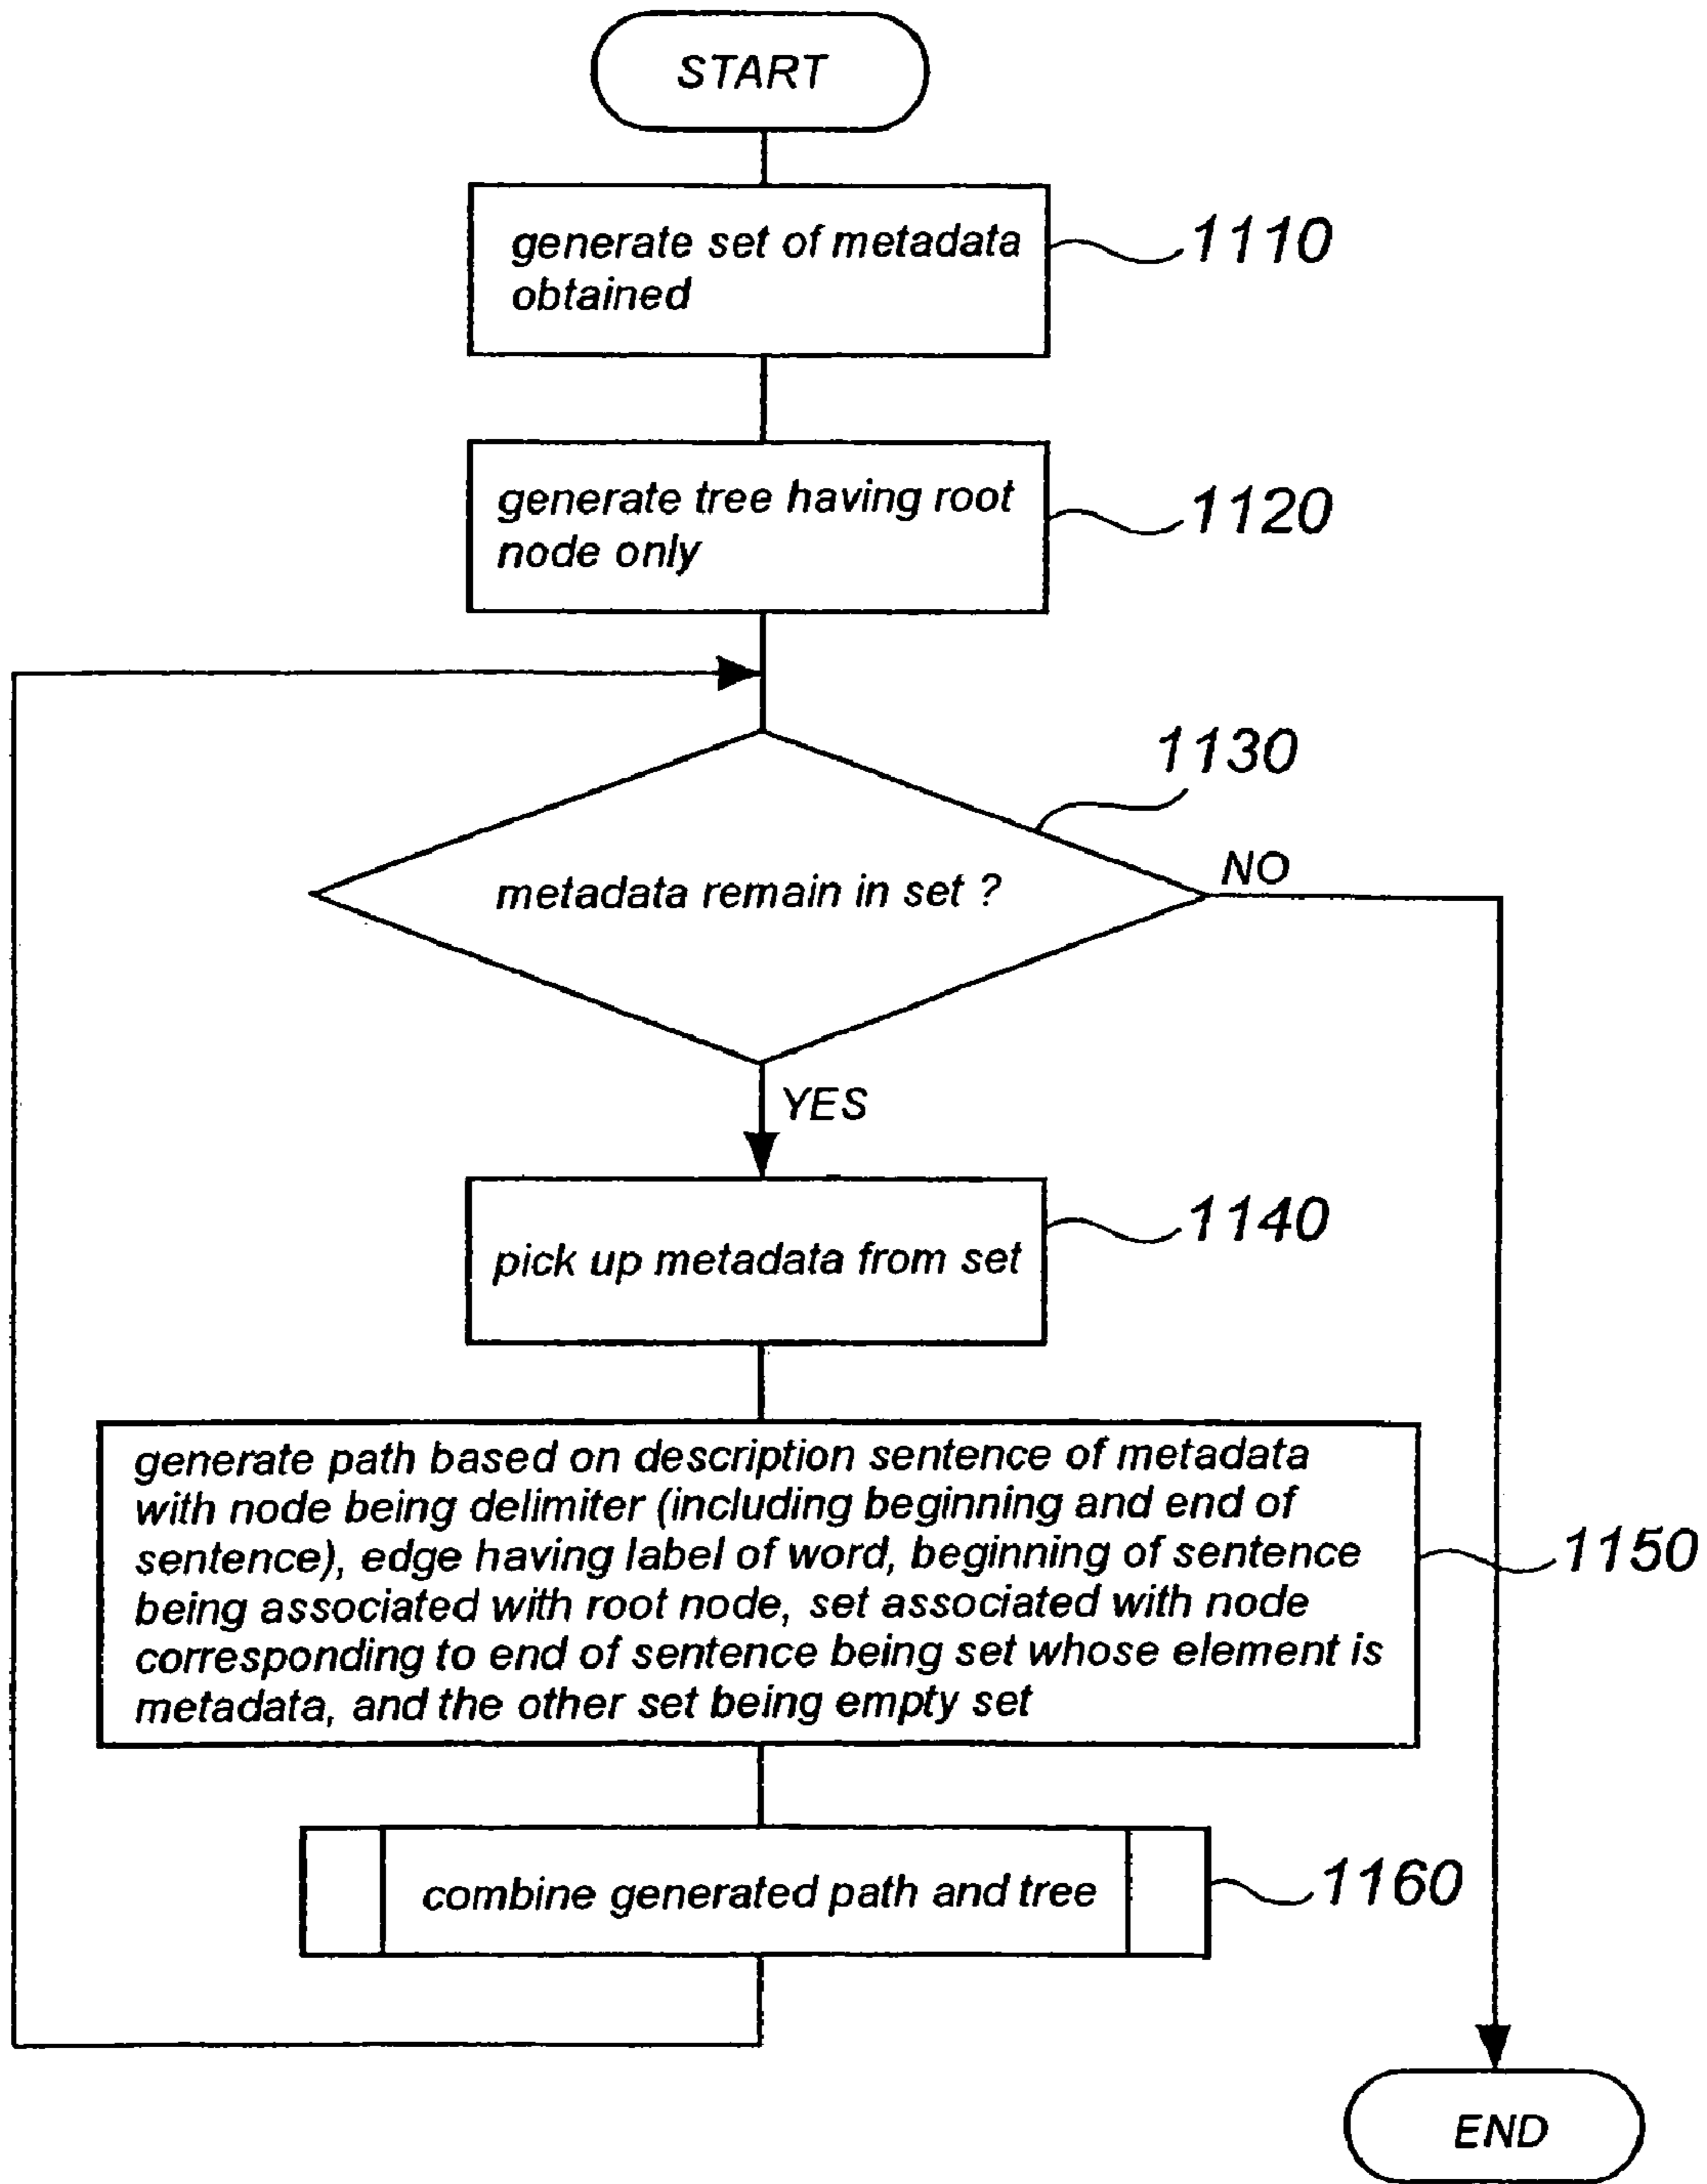 START
generate set of metadata
obtained
1110
generate tree having root
node only
1120
1130
metadata remain in set ?
NO
YES
pick up metadata from set
1140
generate path based on description sentence of metadata
with node being delimiter (including beginning and end of
sentence), edge having label of word, beginning of sentence
being associated with root node, set associated with node
corresponding to end of sentence being set whose element is
metadata, and the other set being empty set
1150
combine generated path and tree
1160
END